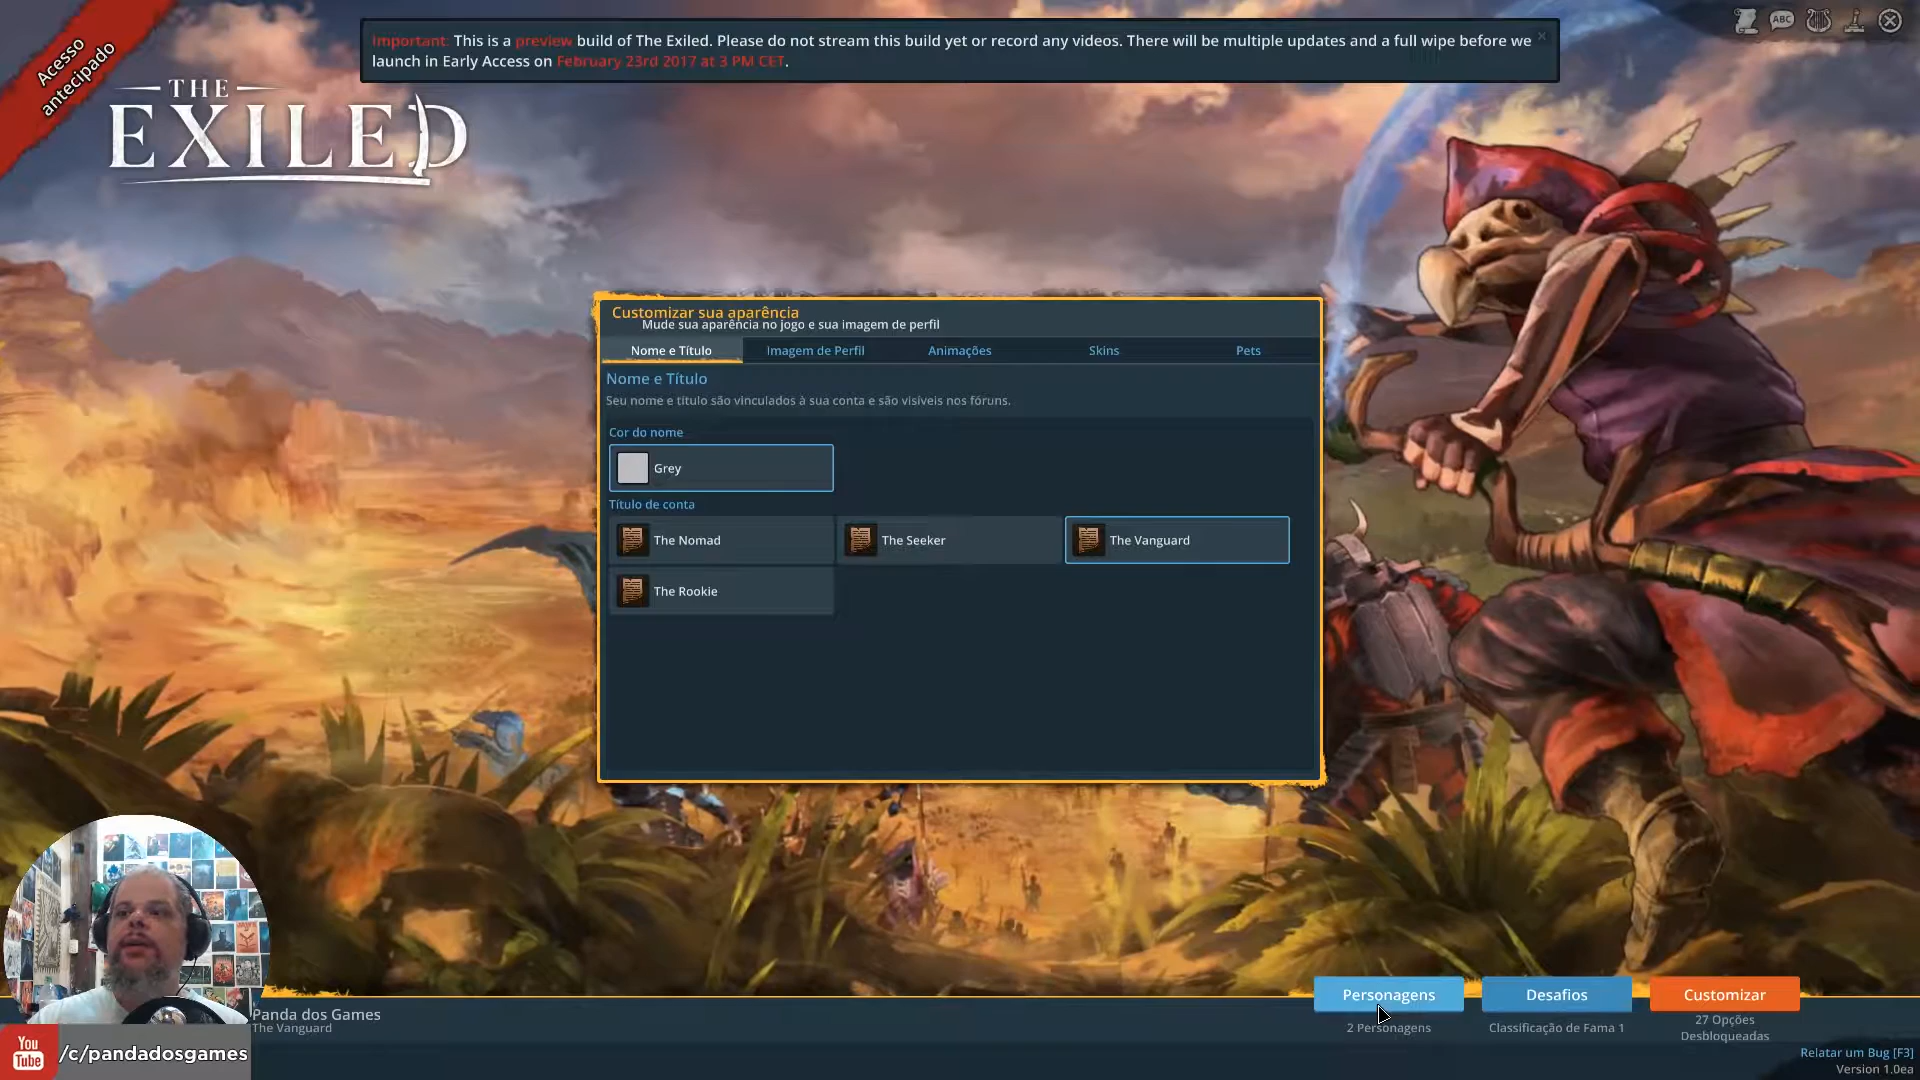 Acesso
antecipado
THE
EXILED
Important: This is a preview build of The Exiled. Please do not stream this build yet or record any videos. There will be multiple updates and a full wipe before we
launch in Early Access on February 23rd 2017 at 3 PM CET.
ABC
Customizar sua aparência
Mude sua aparência no jogo e sua imagem de perfil
Nome e Título
Imagem de Perfil
Animações
Skins
Pets
Nome e Título
Seu nome e título são vinculados à sua conta e são visíveis nos fóruns.
Cor do nome
Grey
Título de conta
The Nomad
The Seeker
The Vanguard
The Rookie
Panda dos Games
The Vanguard
You
Tube
/c/pandadosgames
Personagens
2 Personagens
Desafios
Classificação de Fama 1
Customizar
27 Opções
Desbloqueadas
Relatar um Bug [F3]
Version 1.0ea